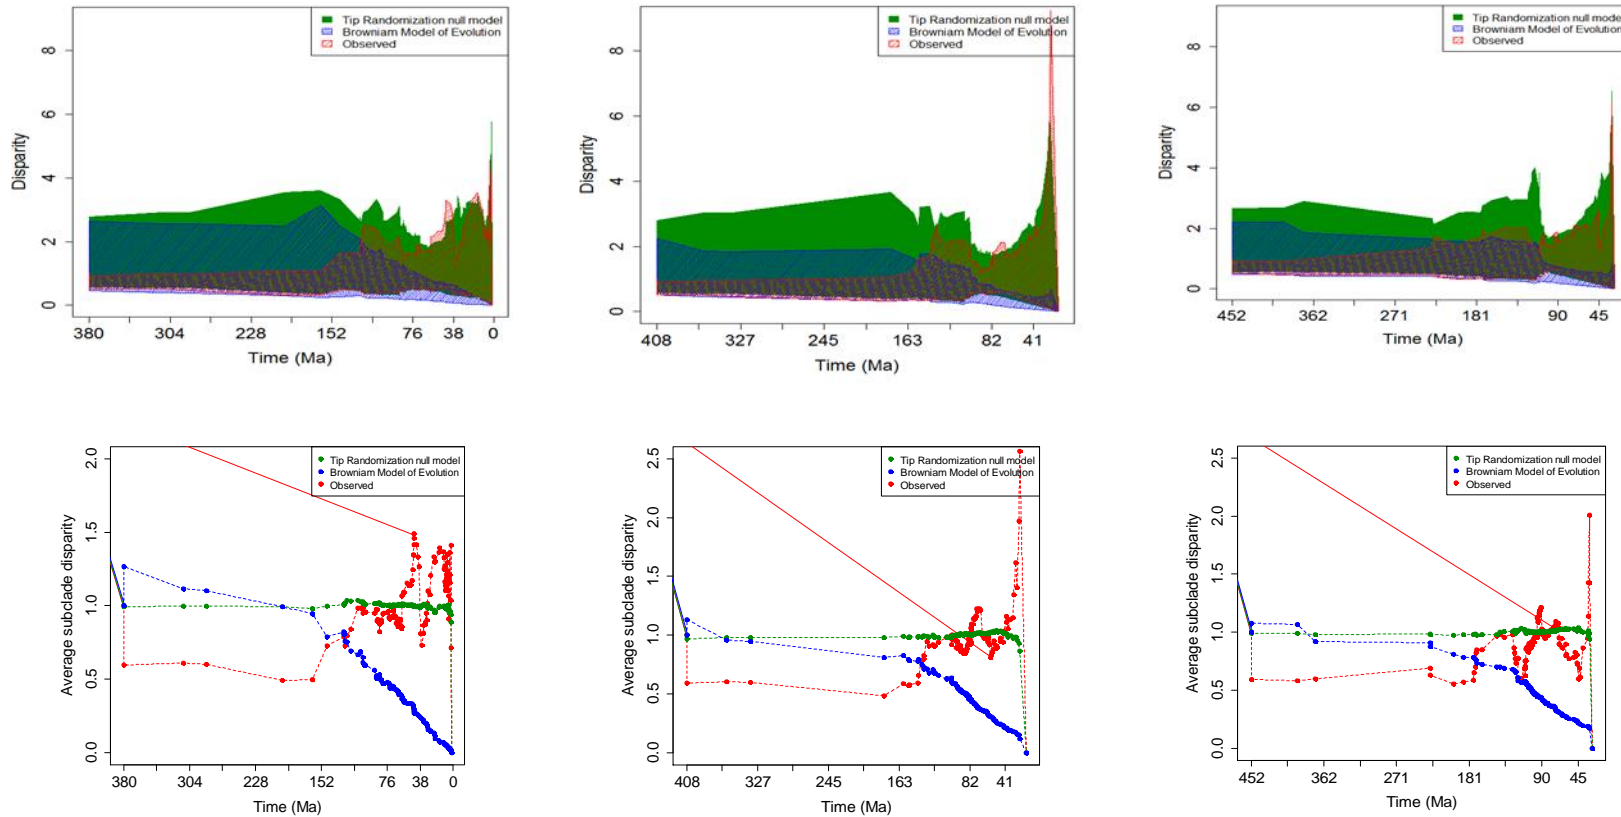 Tip Randomization null model
Browniam Model of Evolution
Observed
Disparity
8
6
4
2
0
380
304
228
152
76
38
0
Time (Ma)
Tip Randomization null model
Browniam Model of Evolution
Observed
Disparity
8
6
4
2
0
408
327
245
163
82
41
Time (Ma)
Tip Randomization null model
Browniam Model of Evolution
Observed
Disparity
8
6
4
2
0
452
362
271
181
90
45
Time (Ma)
Tip Randomization null model
Browniam Model of Evolution
Observed
Average subclade disparity
2.0
1.5
1.0
0.5
0.0
380
304
228
152
76
38
0
Time (Ma)
Tip Randomization null model
Browniam Model of Evolution
Observed
Average subclade disparity
2.5
2.0
1.5
1.0
0.5
0.0
408
327
245
163
82
41
Time (Ma)
Tip Randomization null model
Browniam Model of Evolution
Observed
Average subclade disparity
2.5
2.0
1.5
1.0
0.5
0.0
452
362
271
181
90
45
Time (Ma)